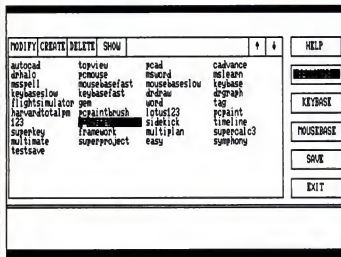 MODIFY CREATE DELETE SHOW HELP
autocad topview pcad cadvance
drhalo pcmouse msword mslearn
msspell mousebasefast mousebaseslow keybase
keybaseslow keybasefast drdraw drgraph
flightsimulator gem word tag
harvardtotalpm pcpaintbrush lotus123 pcpaint
123 sidekick timeline
superkey framework multiplan supercalc3
multimate superproject easy symphony
testsave
KEYBASE
MOUSEBASE
SAVE
EXIT